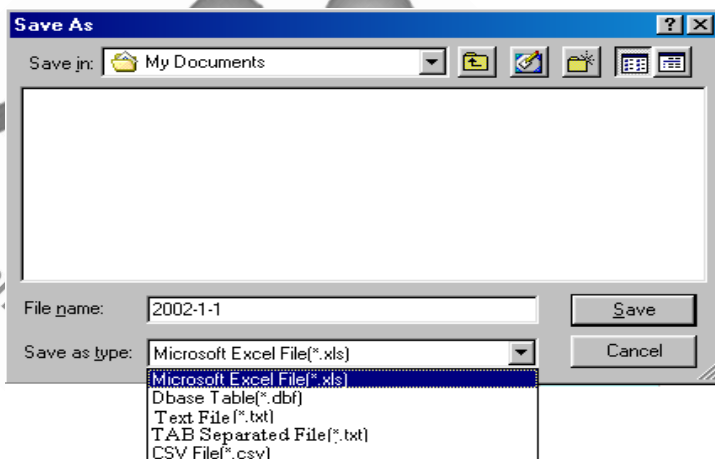 Save As
Save in: My Documents
File name: 2002-1-1 Save
Save as type: Microsoft Excel File(*.xls) Cancel
Microsoft Excel File(*.xls)
Dbase Table(*.dbf)
Text File(*.txt)
TAB Separated File(*.txt)
CSV File(*.csv)